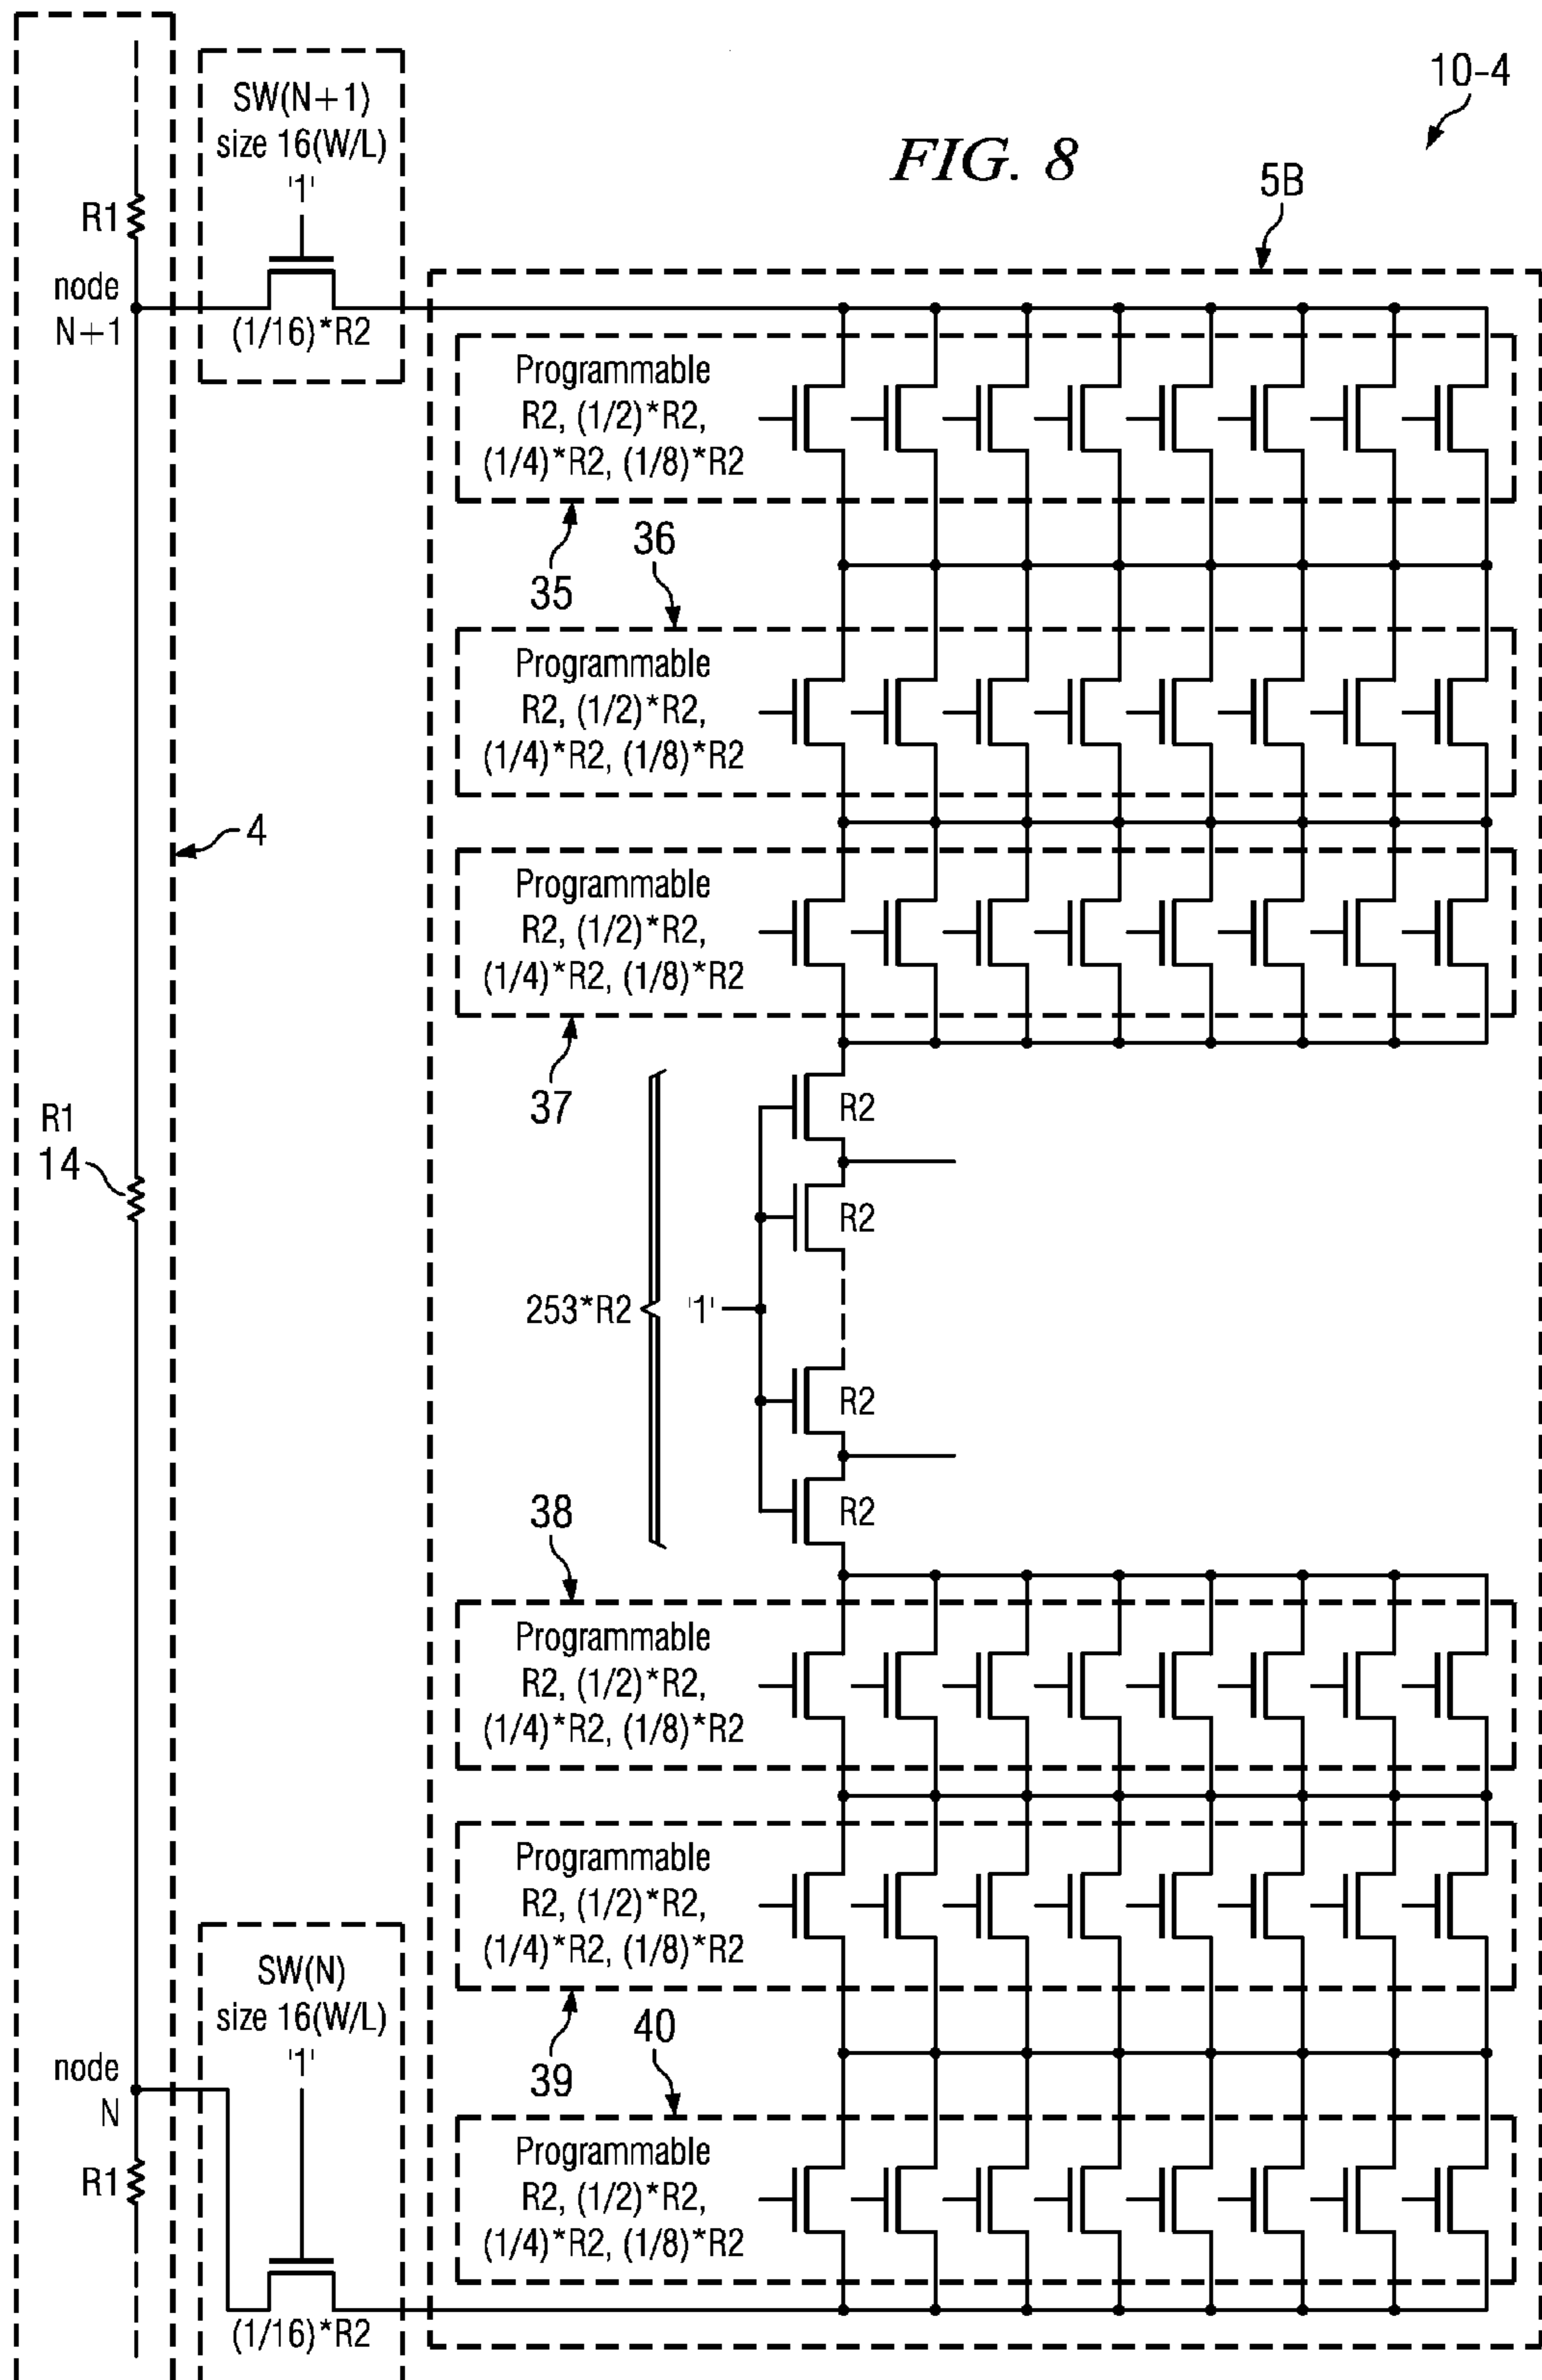 10-4
FIG. 8
5B
SW(N+1)
size 16(W/L)
'1'
(1/16)*R2
R1
node
N+1
Programmable
R2, (1/2)*R2,
(1/4)*R2, (1/8)*R2
35
36
Programmable
R2, (1/2)*R2,
(1/4)*R2, (1/8)*R2
4
Programmable
R2, (1/2)*R2,
(1/4)*R2, (1/8)*R2
37
R1
14
R2
R2
253*R2
'1'
R2
R2
38
Programmable
R2, (1/2)*R2,
(1/4)*R2, (1/8)*R2
Programmable
R2, (1/2)*R2,
(1/4)*R2, (1/8)*R2
39
40
SW(N)
size 16(W/L)
'1'
node
N
R1
(1/16)*R2
Programmable
R2, (1/2)*R2,
(1/4)*R2, (1/8)*R2